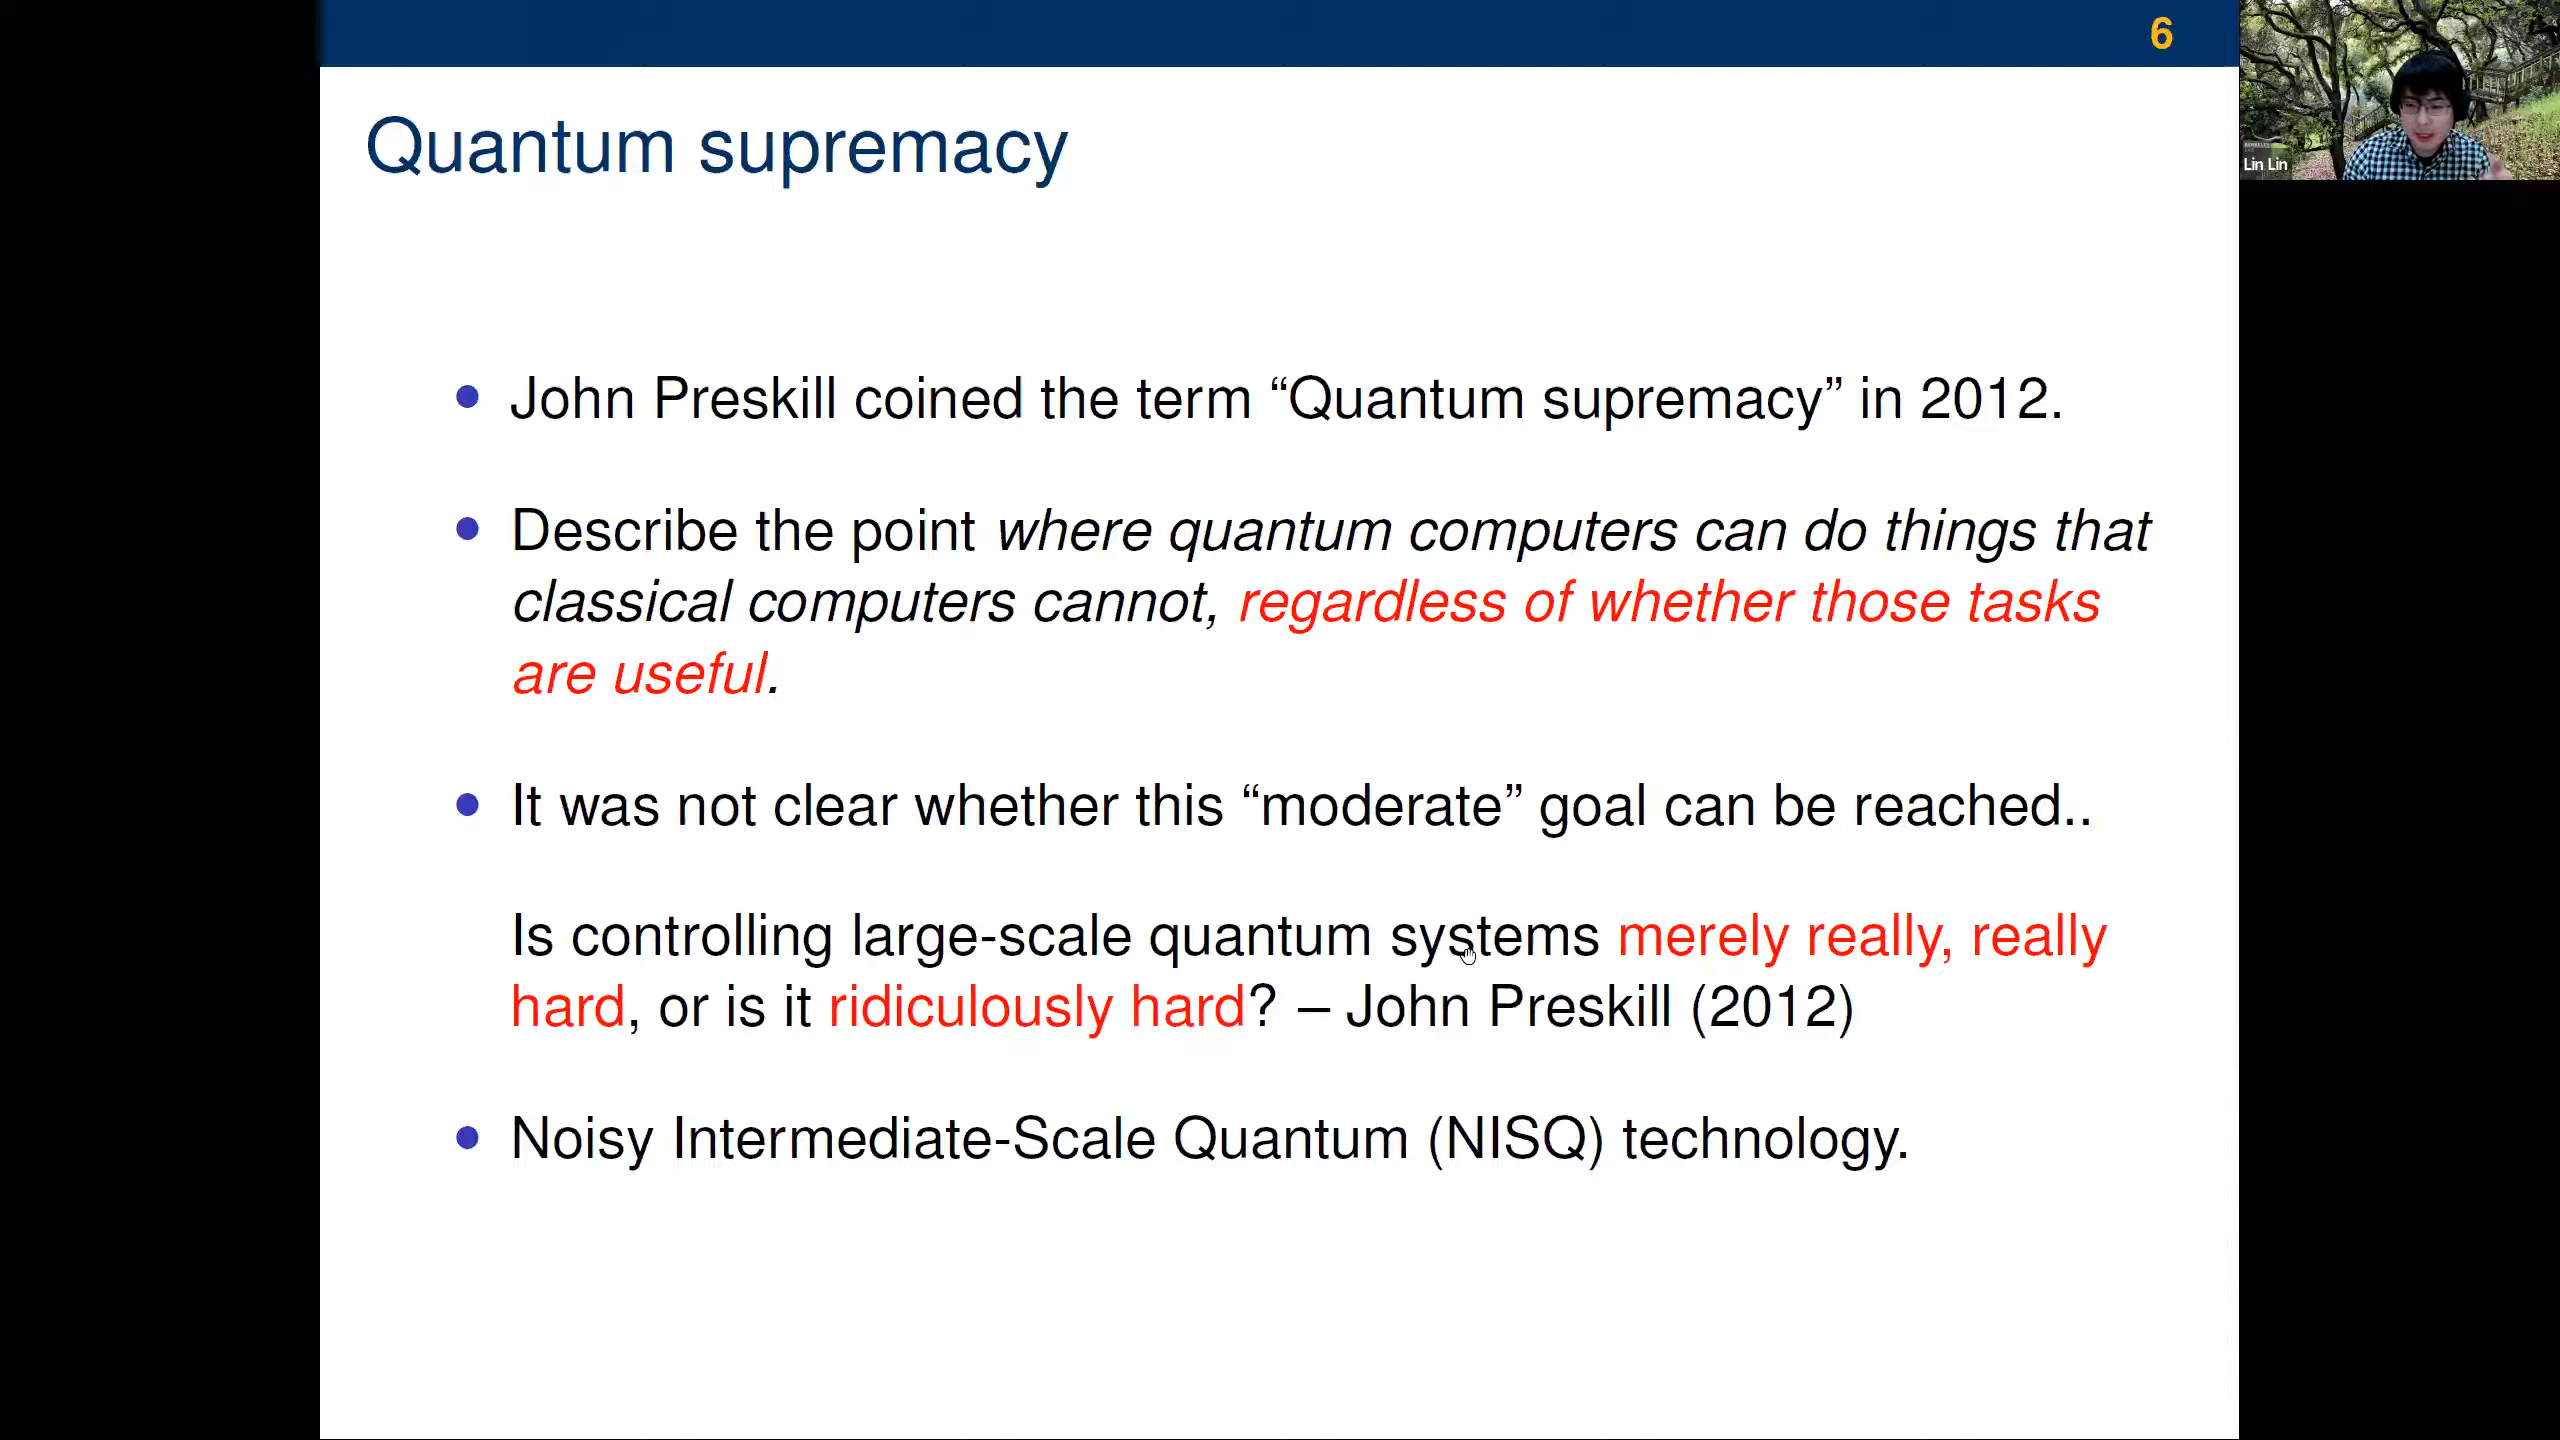 6
Quantum supremacy
Lin Lin
• John Preskill coined the term “Quantum supremacy” in 2012.
• Describe the point where quantum computers can do things that
classical computers cannot, regardless of whether those tasks
are useful.
• It was not clear whether this “moderate” goal can be reached..
Is controlling large-scale quantum systems merely really, really
hard, or is it ridiculously hard? – John Preskill (2012)
• Noisy Intermediate-Scale Quantum (NISQ) technology.